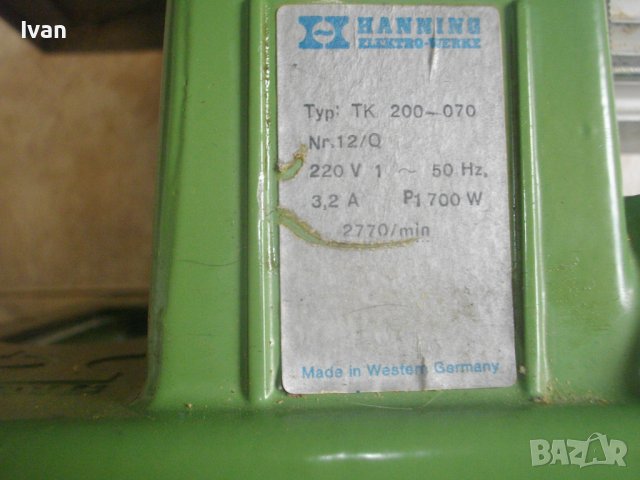 Ivan
HANNING
ELEKTRO-WERKE
Typ: TK 200-070
Nr. 12/Q
220 V 1 ~ 50 Hz,
3,2 A P1 700 W
2770/min
Made in Western Germany
BAZAR